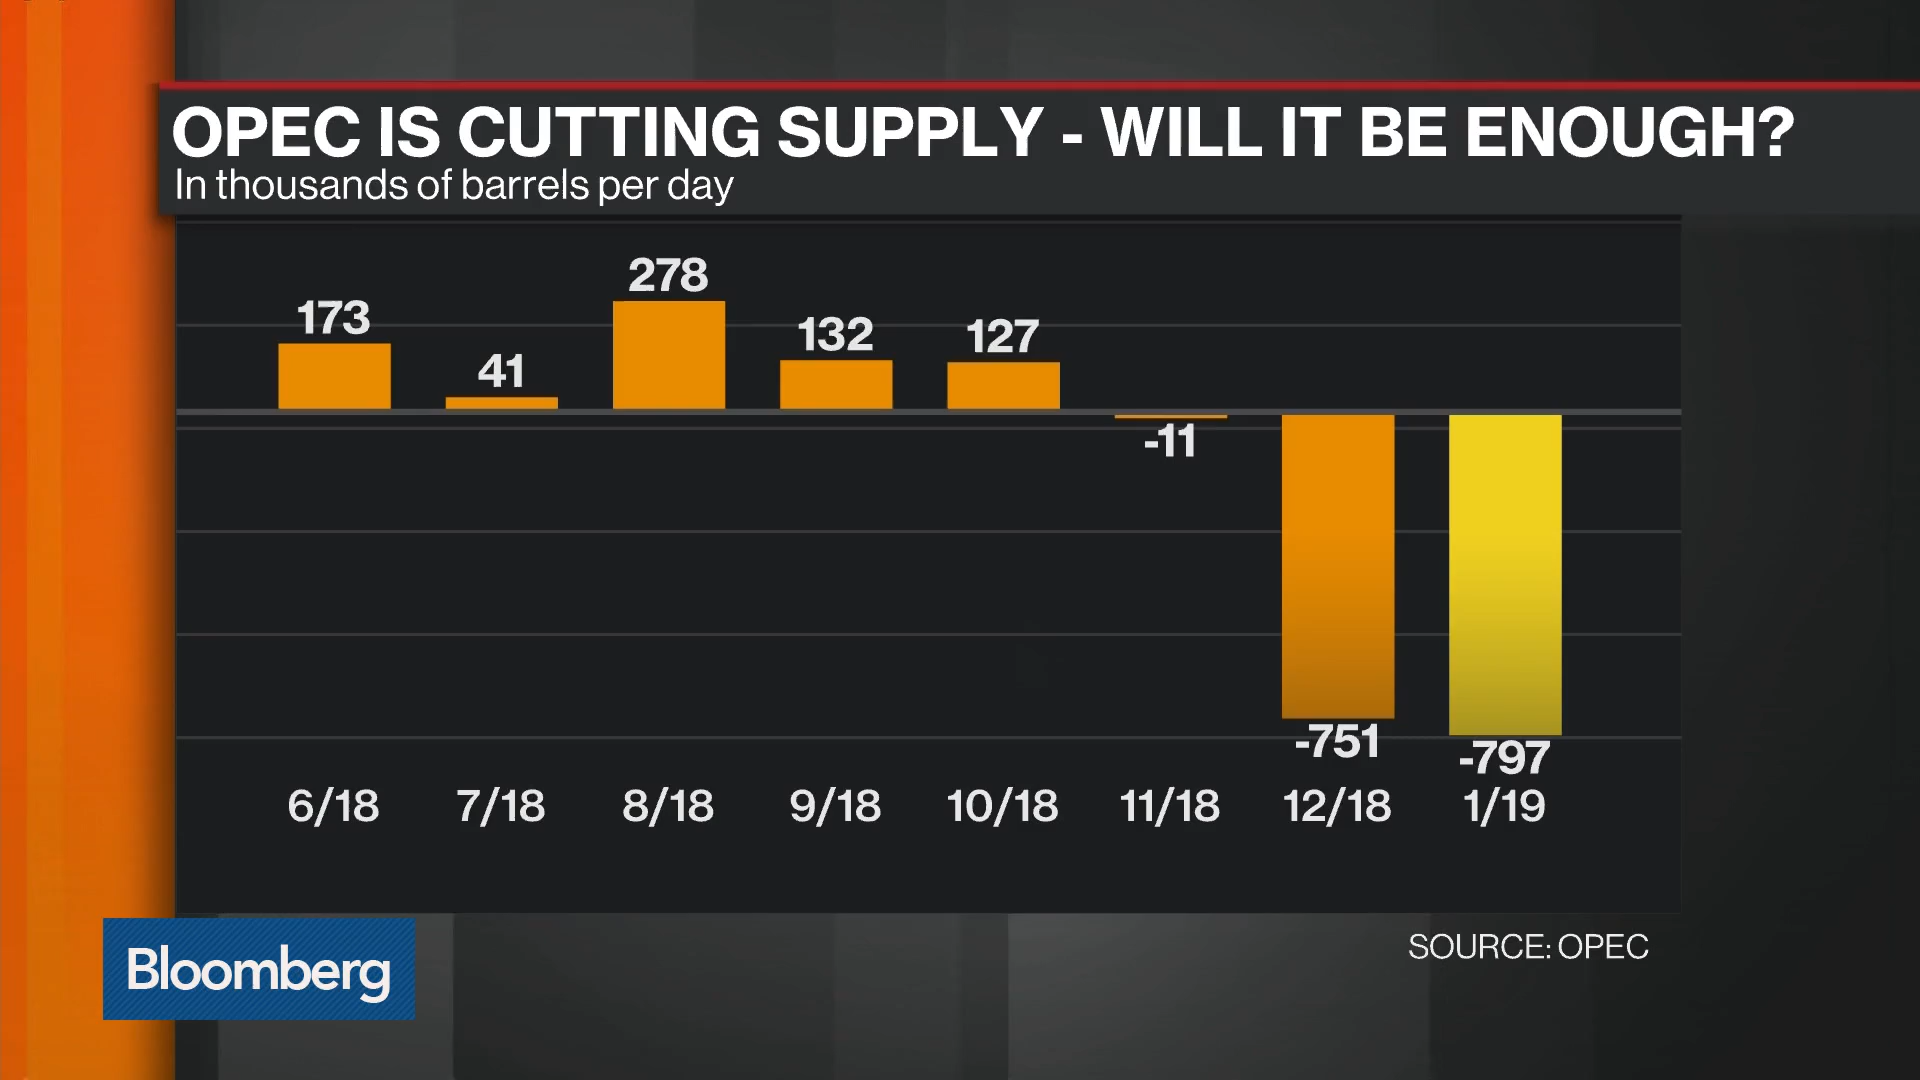 OPEC IS CUTTING SUPPLY - WILL IT BE ENOUGH?
In thousands of barrels per day
173
41
278
132
127
-11
-751
-797
6/18 7/18 8/18 9/18 10/18 11/18 12/18 1/19
Bloomberg
SOURCE: OPEC